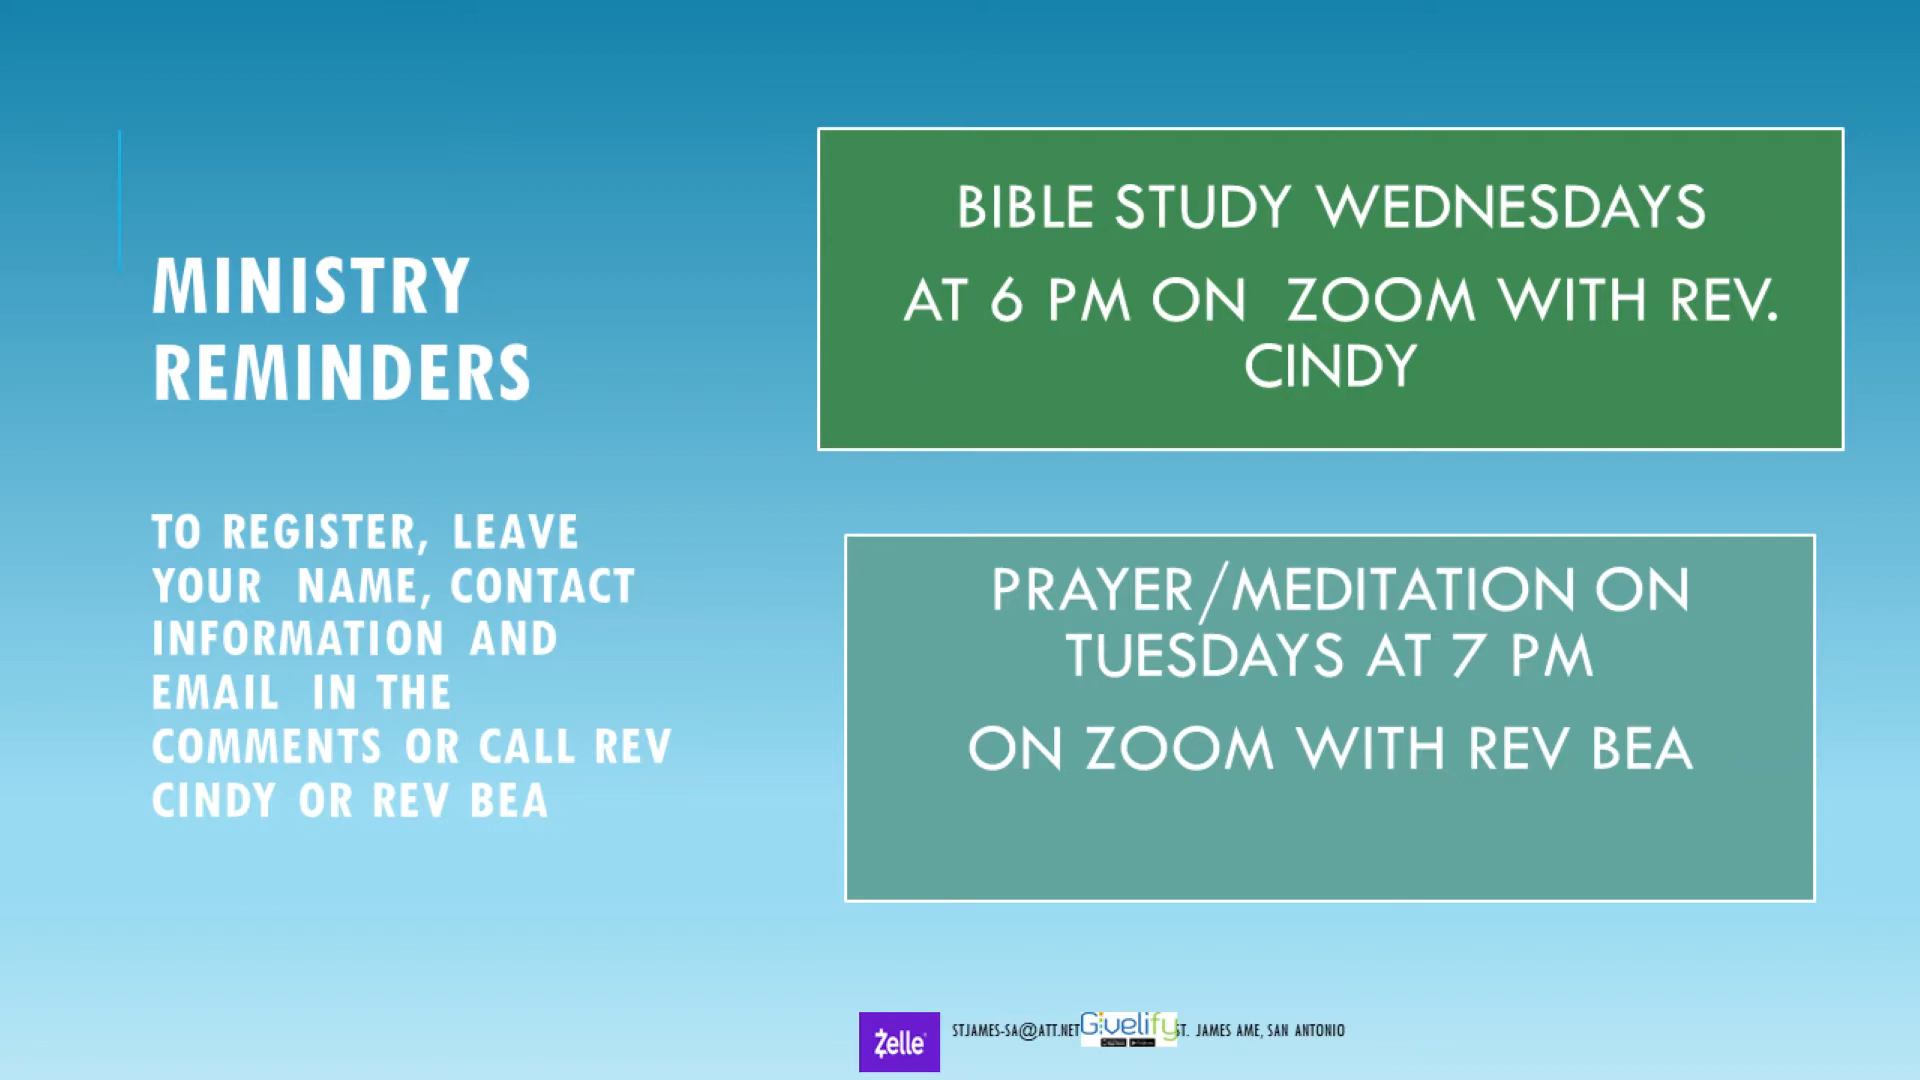 MINISTRY
REMINDERS
TO REGISTER, LEAVE
YOUR NAME, CONTACT
INFORMATION AND
EMAIL IN THE
COMMENTS OR CALL REV
CINDY OR REV BEA
BIBLE STUDY WEDNESDAYS
AT 6 PM ON ZOOM WITH REV.
CINDY
PRAYER/MEDITATION ON
TUESDAYS AT 7 PM
ON ZOOM WITH REV BEA
Zelle STJAMES-SA@ATT.NET Givelify ST. JAMES AME, SAN ANTONIO